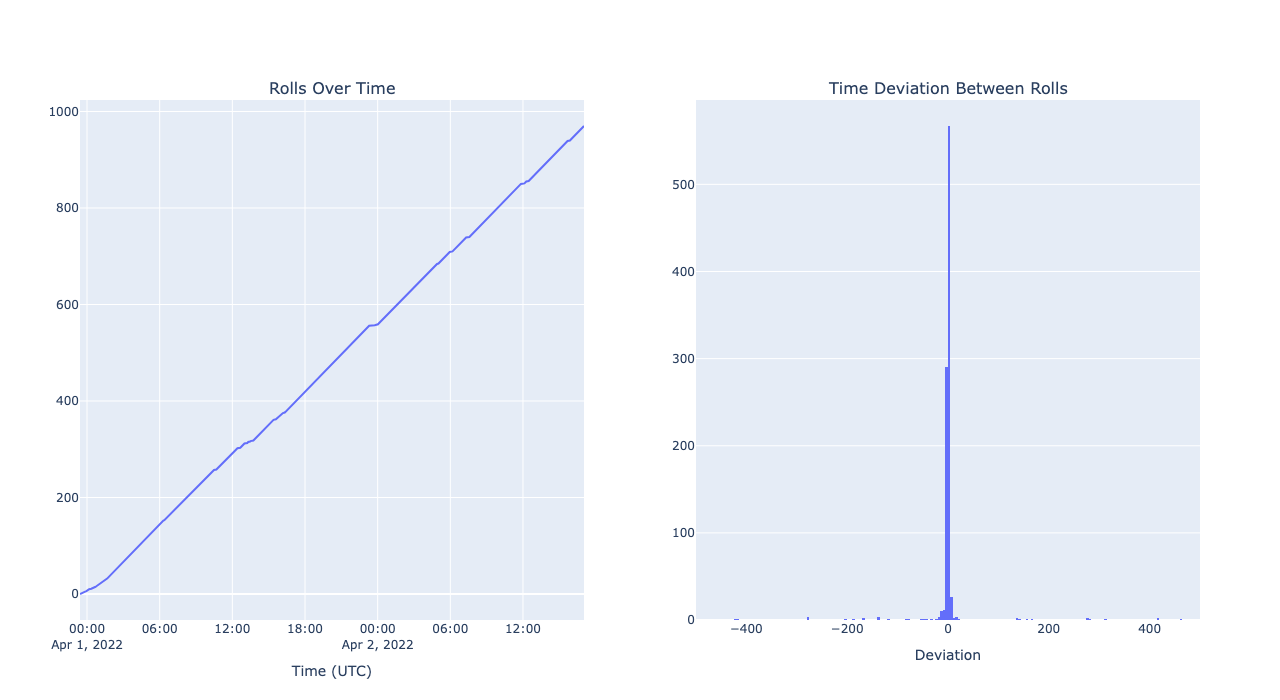 Rolls Over Time
1000
800
600
400
200
0
00:00 06:00 12:00 18:00 00:00 06:00 12:00
Apr 1, 2022 Apr 2, 2022
Time (UTC)
Time Deviation Between Rolls
500
400
300
200
100
0
−400 −200 0 200 400
Deviation